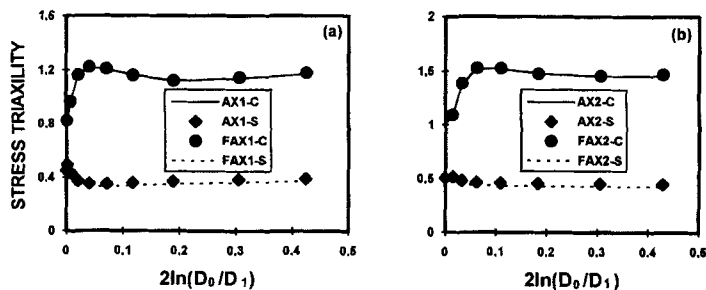 STRESS TRIAXILITY
1.6
1.2
0.8
0.4
0
(a)
AX1-C
AX1-S
FAX1-C
FAX1-S
0 0.1 0.2 0.3 0.4 0.5
2ln(D0/D1)
2
1.5
1
0.5
0
(b)
AX2-C
AX2-S
FAX2-C
FAX2-S
0 0.1 0.2 0.3 0.4 0.5
2ln(D0/D1)